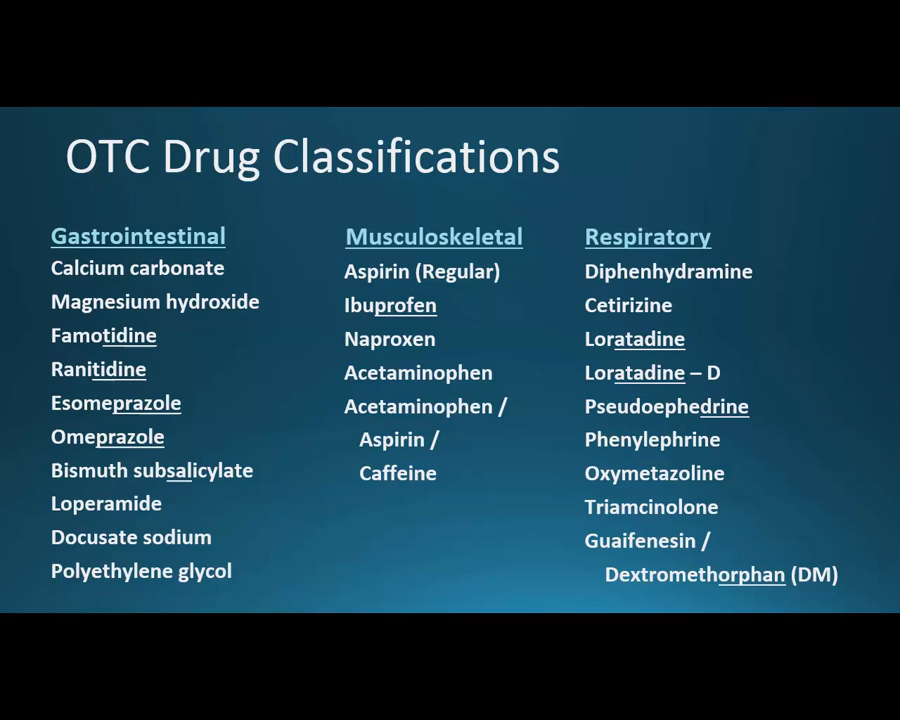 OTC Drug Classifications
Gastrointestinal
Calcium carbonate
Magnesium hydroxide
Famotidine
Ranitidine
Esomeprazole
Omeprazole
Bismuth subsalicylate
Loperamide
Docusate sodium
Polyethylene glycol
Musculoskeletal
Aspirin (Regular)
Ibuprofen
Naproxen
Acetaminophen
Acetaminophen /
Aspirin /
Caffeine
Respiratory
Diphenhydramine
Cetirizine
Loratadine
Loratadine – D
Pseudoephedrine
Phenylephrine
Oxymetazoline
Triamcinolone
Guaifenesin /
Dextromethorphan (DM)